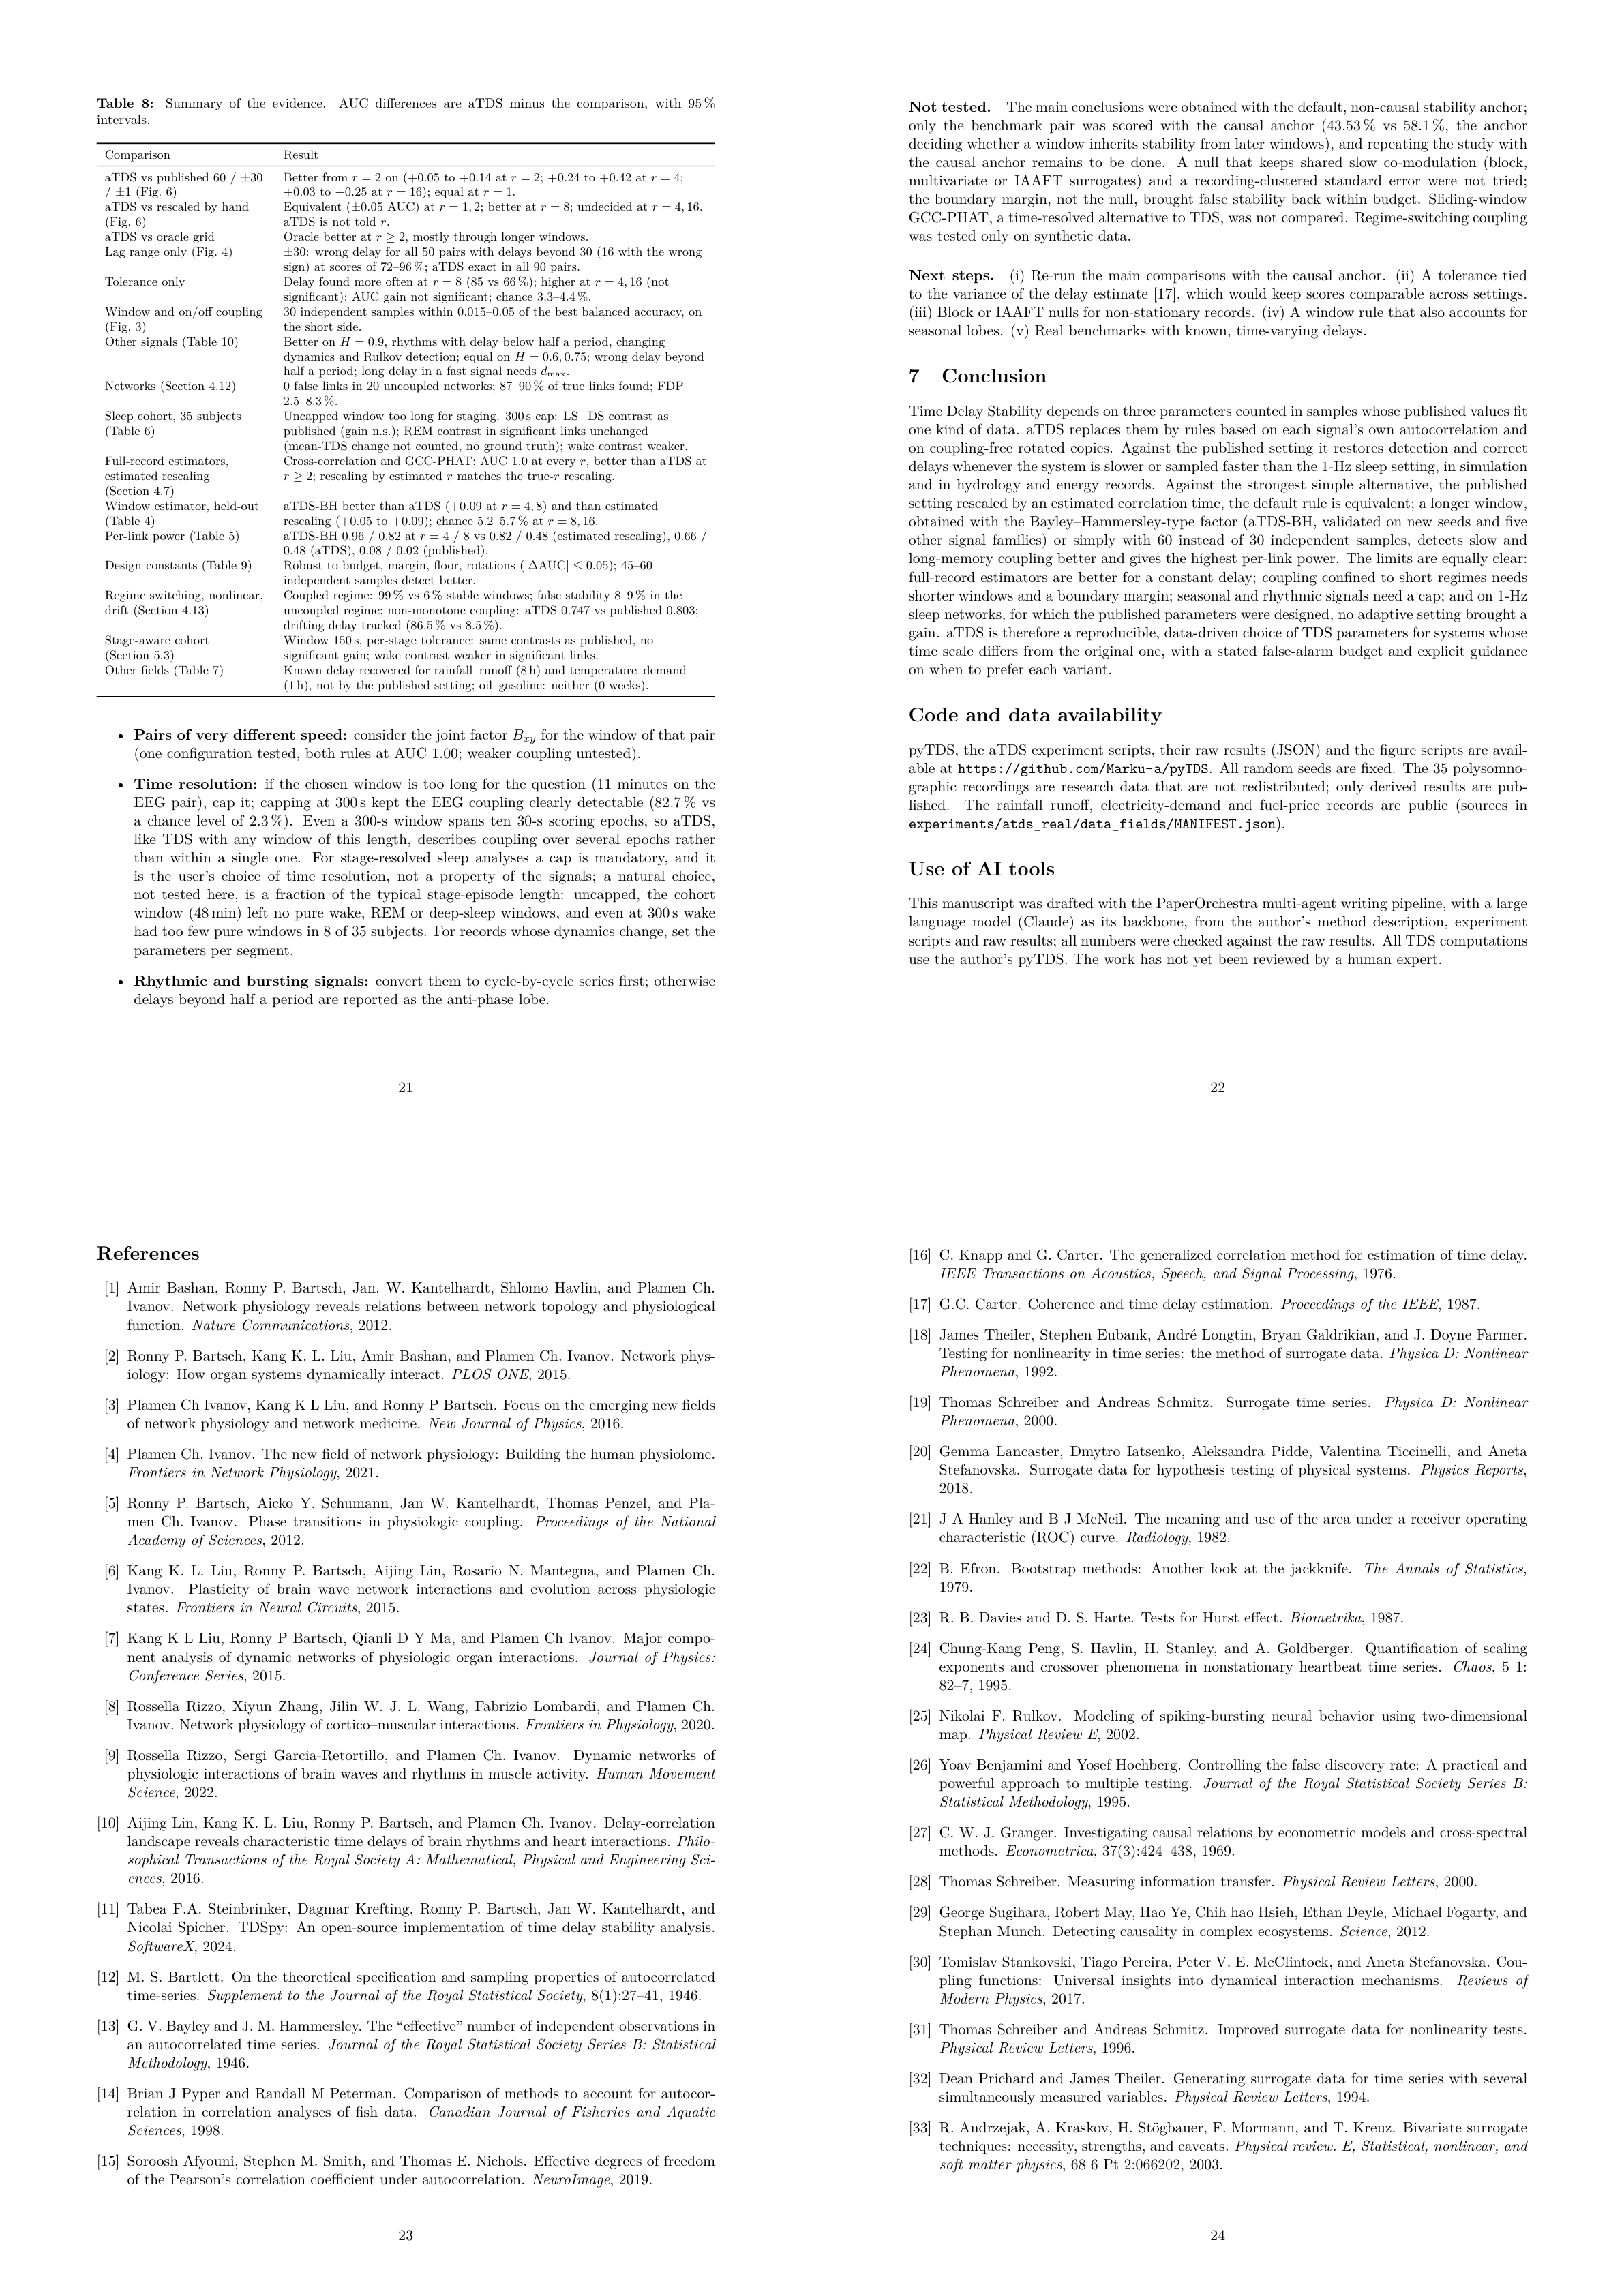 Table 8: Summary of the evidence. AUC differences are aTDS minus the comparison, with 95 %
intervals.
Comparison Result
aTDS vs published 60 / ±30 Better from r = 2 on (+0.05 to +0.14 at r = 2; +0.24 to +0.42 at r = 4;
/ ±1 (Fig. 6) +0.03 to +0.25 at r = 16); equal at r = 1.
aTDS vs rescaled by hand Equivalent (±0.05 AUC) at r = 1, 2; better at r = 8; undecided at r = 4, 16.
(Fig. 6) aTDS is not told r.
aTDS vs oracle grid Oracle better at r ≥ 2, mostly through longer windows.
Lag range only (Fig. 4) ±30: wrong delay for all 50 pairs with delays beyond 30 (16 with the wrong
sign) at scores of 72–96 %; aTDS exact in all 90 pairs.
Tolerance only Delay found more often at r = 8 (85 vs 66 %); higher at r = 4, 16 (not
significant); AUC gain not significant; chance 3.3–4.4 %.
Window and on/off coupling 30 independent samples within 0.015–0.05 of the best balanced accuracy, on
(Fig. 3) the short side.
Other signals (Table 10) Better on H = 0.9, rhythms with delay below half a period, changing
dynamics and Rulkov detection; equal on H = 0.6, 0.75; wrong delay beyond
half a period; long delay in a fast signal needs dmax.
Networks (Section 4.12) 0 false links in 20 uncoupled networks; 87–90 % of true links found; FDP
2.5–8.3 %.
Sleep cohort, 35 subjects Uncapped window too long for staging. 300 s cap: LS−DS contrast as
(Table 6) published (gain n.s.); REM contrast in significant links unchanged
(mean-TDS change not counted, no ground truth); wake contrast weaker.
Full-record estimators, Cross-correlation and GCC-PHAT: AUC 1.0 at every r, better than aTDS at
estimated rescaling r ≥ 2; rescaling by estimated r matches the true-r rescaling.
(Section 4.7)
Window estimator, held-out aTDS-BH better than aTDS (+0.09 at r = 4, 8) and than estimated
(Table 4) rescaling (+0.05 to +0.09); chance 5.2–5.7 % at r = 8, 16.
Per-link power (Table 5) aTDS-BH 0.96 / 0.82 at r = 4 / 8 vs 0.82 / 0.48 (estimated rescaling), 0.66 /
0.48 (aTDS), 0.08 / 0.02 (published).
Design constants (Table 9) Robust to budget, margin, floor, rotations (|ΔAUC| ≤ 0.05); 45–60
independent samples detect better.
Regime switching, nonlinear, Coupled regime: 99 % vs 6 % stable windows; false stability 8–9 % in the
drift (Section 4.13) uncoupled regime; non-monotone coupling: aTDS 0.747 vs published 0.803;
drifting delay tracked (86.5 % vs 8.5 %).
Stage-aware cohort Window 150 s, per-stage tolerance: same contrasts as published, no
(Section 5.3) significant gain; wake contrast weaker in significant links.
Other fields (Table 7) Known delay recovered for rainfall–runoff (8 h) and temperature–demand
(1 h), not by the published setting; oil–gasoline: neither (0 weeks).
• Pairs of very different speed: consider the joint factor Bxy for the window of that pair
(one configuration tested, both rules at AUC 1.00; weaker coupling untested).
• Time resolution: if the chosen window is too long for the question (11 minutes on the
EEG pair), cap it; capping at 300 s kept the EEG coupling clearly detectable (82.7 % vs
a chance level of 2.3 %). Even a 300-s window spans ten 30-s scoring epochs, so aTDS,
like TDS with any window of this length, describes coupling over several epochs rather
than within a single one. For stage-resolved sleep analyses a cap is mandatory, and it
is the user's choice of time resolution, not a property of the signals; a natural choice,
not tested here, is a fraction of the typical stage-episode length: uncapped, the cohort
window (48 min) left no pure wake, REM or deep-sleep windows, and even at 300 s wake
had too few pure windows in 8 of 35 subjects. For records whose dynamics change, set the
parameters per segment.
• Rhythmic and bursting signals: convert them to cycle-by-cycle series first; otherwise
delays beyond half a period are reported as the anti-phase lobe.
21
Not tested. The main conclusions were obtained with the default, non-causal stability anchor;
only the benchmark pair was scored with the causal anchor (43.53 % vs 58.1 %, the anchor
deciding whether a window inherits stability from later windows), and repeating the study with
the causal anchor remains to be done. A null that keeps shared slow co-modulation (block,
multivariate or IAAFT surrogates) and a recording-clustered standard error were not tried;
the boundary margin, not the null, brought false stability back within budget. Sliding-window
GCC-PHAT, a time-resolved alternative to TDS, was not compared. Regime-switching coupling
was tested only on synthetic data.
Next steps. (i) Re-run the main comparisons with the causal anchor. (ii) A tolerance tied
to the variance of the delay estimate [17], which would keep scores comparable across settings.
(iii) Block or IAAFT nulls for non-stationary records. (iv) A window rule that also accounts for
seasonal lobes. (v) Real benchmarks with known, time-varying delays.
7 Conclusion
Time Delay Stability depends on three parameters counted in samples whose published values fit
one kind of data. aTDS replaces them by rules based on each signal's own autocorrelation and
on coupling-free rotated copies. Against the published setting it restores detection and correct
delays whenever the system is slower or sampled faster than the 1-Hz sleep setting, in simulation
and in hydrology and energy records. Against the strongest simple alternative, the published
setting rescaled by an estimated correlation time, the default rule is equivalent; a longer window,
obtained with the Bayley–Hammersley-type factor (aTDS-BH, validated on new seeds and five
other signal families) or simply with 60 instead of 30 independent samples, detects slow and
long-memory coupling better and gives the highest per-link power. The limits are equally clear:
full-record estimators are better for a constant delay; coupling confined to short regimes needs
shorter windows and a boundary margin; seasonal and rhythmic signals need a cap; and on 1-Hz
sleep networks, for which the published parameters were designed, no adaptive setting brought a
gain. aTDS is therefore a reproducible, data-driven choice of TDS parameters for systems whose
time scale differs from the original one, with a stated false-alarm budget and explicit guidance
on when to prefer each variant.
Code and data availability
pyTDS, the aTDS experiment scripts, their raw results (JSON) and the figure scripts are avail-
able at https://github.com/Marku-a/pyTDS. All random seeds are fixed. The 35 polysomno-
graphic recordings are research data that are not redistributed; only derived results are pub-
lished. The rainfall–runoff, electricity-demand and fuel-price records are public (sources in
experiments/atds_real/data_fields/MANIFEST.json).
Use of AI tools
This manuscript was drafted with the PaperOrchestra multi-agent writing pipeline, with a large
language model (Claude) as its backbone, from the author's method description, experiment
scripts and raw results; all numbers were checked against the raw results. All TDS computations
use the author's pyTDS. The work has not yet been reviewed by a human expert.
22
References
[1] Amir Bashan, Ronny P. Bartsch, Jan. W. Kantelhardt, Shlomo Havlin, and Plamen Ch.
Ivanov. Network physiology reveals relations between network topology and physiological
function. Nature Communications, 2012.
[2] Ronny P. Bartsch, Kang K. L. Liu, Amir Bashan, and Plamen Ch. Ivanov. Network phys-
iology: How organ systems dynamically interact. PLOS ONE, 2015.
[3] Plamen Ch Ivanov, Kang K L Liu, and Ronny P Bartsch. Focus on the emerging new fields
of network physiology and network medicine. New Journal of Physics, 2016.
[4] Plamen Ch. Ivanov. The new field of network physiology: Building the human physiolome.
Frontiers in Network Physiology, 2021.
[5] Ronny P. Bartsch, Aicko Y. Schumann, Jan W. Kantelhardt, Thomas Penzel, and Pla-
men Ch. Ivanov. Phase transitions in physiologic coupling. Proceedings of the National
Academy of Sciences, 2012.
[6] Kang K. L. Liu, Ronny P. Bartsch, Aijing Lin, Rosario N. Mantegna, and Plamen Ch.
Ivanov. Plasticity of brain wave network interactions and evolution across physiologic
states. Frontiers in Neural Circuits, 2015.
[7] Kang K L Liu, Ronny P Bartsch, Qianli D Y Ma, and Plamen Ch Ivanov. Major compo-
nent analysis of dynamic networks of physiologic organ interactions. Journal of Physics:
Conference Series, 2015.
[8] Rossella Rizzo, Xiyun Zhang, Jilin W. J. L. Wang, Fabrizio Lombardi, and Plamen Ch.
Ivanov. Network physiology of cortico–muscular interactions. Frontiers in Physiology, 2020.
[9] Rossella Rizzo, Sergi Garcia-Retortillo, and Plamen Ch. Ivanov. Dynamic networks of
physiologic interactions of brain waves and rhythms in muscle activity. Human Movement
Science, 2022.
[10] Aijing Lin, Kang K. L. Liu, Ronny P. Bartsch, and Plamen Ch. Ivanov. Delay-correlation
landscape reveals characteristic time delays of brain rhythms and heart interactions. Philo-
sophical Transactions of the Royal Society A: Mathematical, Physical and Engineering Sci-
ences, 2016.
[11] Tabea F.A. Steinbrinker, Dagmar Krefting, Ronny P. Bartsch, Jan W. Kantelhardt, and
Nicolai Spicher. TDSpy: An open-source implementation of time delay stability analysis.
SoftwareX, 2024.
[12] M. S. Bartlett. On the theoretical specification and sampling properties of autocorrelated
time-series. Supplement to the Journal of the Royal Statistical Society, 8(1):27–41, 1946.
[13] G. V. Bayley and J. M. Hammersley. The “effective” number of independent observations in
an autocorrelated time series. Journal of the Royal Statistical Society Series B: Statistical
Methodology, 1946.
[14] Brian J Pyper and Randall M Peterman. Comparison of methods to account for autocor-
relation in correlation analyses of fish data. Canadian Journal of Fisheries and Aquatic
Sciences, 1998.
[15] Soroosh Afyouni, Stephen M. Smith, and Thomas E. Nichols. Effective degrees of freedom
of the Pearson's correlation coefficient under autocorrelation. NeuroImage, 2019.
23
[16] C. Knapp and G. Carter. The generalized correlation method for estimation of time delay.
IEEE Transactions on Acoustics, Speech, and Signal Processing, 1976.
[17] G.C. Carter. Coherence and time delay estimation. Proceedings of the IEEE, 1987.
[18] James Theiler, Stephen Eubank, André Longtin, Bryan Galdrikian, and J. Doyne Farmer.
Testing for nonlinearity in time series: the method of surrogate data. Physica D: Nonlinear
Phenomena, 1992.
[19] Thomas Schreiber and Andreas Schmitz. Surrogate time series. Physica D: Nonlinear
Phenomena, 2000.
[20] Gemma Lancaster, Dmytro Iatsenko, Aleksandra Pidde, Valentina Ticcinelli, and Aneta
Stefanovska. Surrogate data for hypothesis testing of physical systems. Physics Reports,
2018.
[21] J A Hanley and B J McNeil. The meaning and use of the area under a receiver operating
characteristic (ROC) curve. Radiology, 1982.
[22] B. Efron. Bootstrap methods: Another look at the jackknife. The Annals of Statistics,
1979.
[23] R. B. Davies and D. S. Harte. Tests for Hurst effect. Biometrika, 1987.
[24] Chung-Kang Peng, S. Havlin, H. Stanley, and A. Goldberger. Quantification of scaling
exponents and crossover phenomena in nonstationary heartbeat time series. Chaos, 5 1:
82–7, 1995.
[25] Nikolai F. Rulkov. Modeling of spiking-bursting neural behavior using two-dimensional
map. Physical Review E, 2002.
[26] Yoav Benjamini and Yosef Hochberg. Controlling the false discovery rate: A practical and
powerful approach to multiple testing. Journal of the Royal Statistical Society Series B:
Statistical Methodology, 1995.
[27] C. W. J. Granger. Investigating causal relations by econometric models and cross-spectral
methods. Econometrica, 37(3):424–438, 1969.
[28] Thomas Schreiber. Measuring information transfer. Physical Review Letters, 2000.
[29] George Sugihara, Robert May, Hao Ye, Chih hao Hsieh, Ethan Deyle, Michael Fogarty, and
Stephan Munch. Detecting causality in complex ecosystems. Science, 2012.
[30] Tomislav Stankovski, Tiago Pereira, Peter V. E. McClintock, and Aneta Stefanovska. Cou-
pling functions: Universal insights into dynamical interaction mechanisms. Reviews of
Modern Physics, 2017.
[31] Thomas Schreiber and Andreas Schmitz. Improved surrogate data for nonlinearity tests.
Physical Review Letters, 1996.
[32] Dean Prichard and James Theiler. Generating surrogate data for time series with several
simultaneously measured variables. Physical Review Letters, 1994.
[33] R. Andrzejak, A. Kraskov, H. Stögbauer, F. Mormann, and T. Kreuz. Bivariate surrogate
techniques: necessity, strengths, and caveats. Physical review. E, Statistical, nonlinear, and
soft matter physics, 68 6 Pt 2:066202, 2003.
24